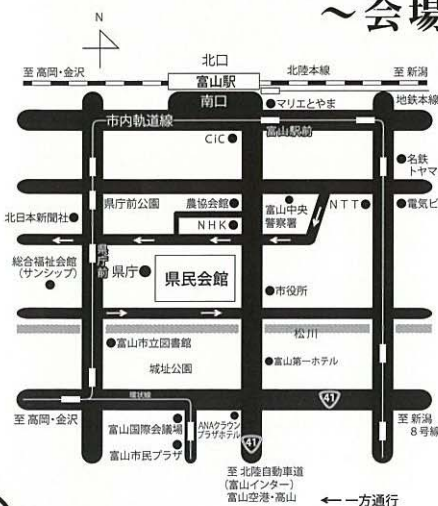 ～会場
N
北口
至 高岡・金沢
富山駅
北陸本線
至 新潟
南口
マリエとやま
地鉄本線
市内軌道線
富山駅前
CiC
名鉄
トヤマ
県庁前公園
農協会館
富山中央
警察署
NTT
電気ビ
北日本新聞社
NHK
県庁前
総合福祉会館
(サンシップ)
県庁
県民会館
市役所
松川
富山市立図書館
富山第一ホテル
城址公園
環状線
41
至 高岡・金沢
富山国際会議場
ANAクラウン
プラザホテル
至 新潟
8号線
富山市民プラザ
41
至 北陸自動車道
(富山インター)
富山空港・高山
一方通行